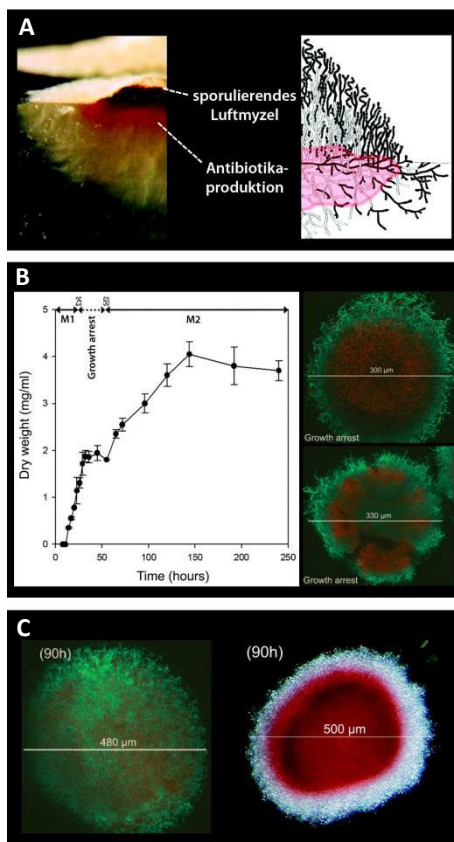 A
sporulierendes
Luftmyzel
Antibiotika-
produktion
B
25
50
M1
Growth arrest
M2
5
4
3
2
1
0
Dry weight (mg/ml)
0
50
100
150
200
250
Time (hours)
300 µm
Growth arrest
330 µm
Growth arrest
C
(90h)
480 µm
(90h)
500 µm